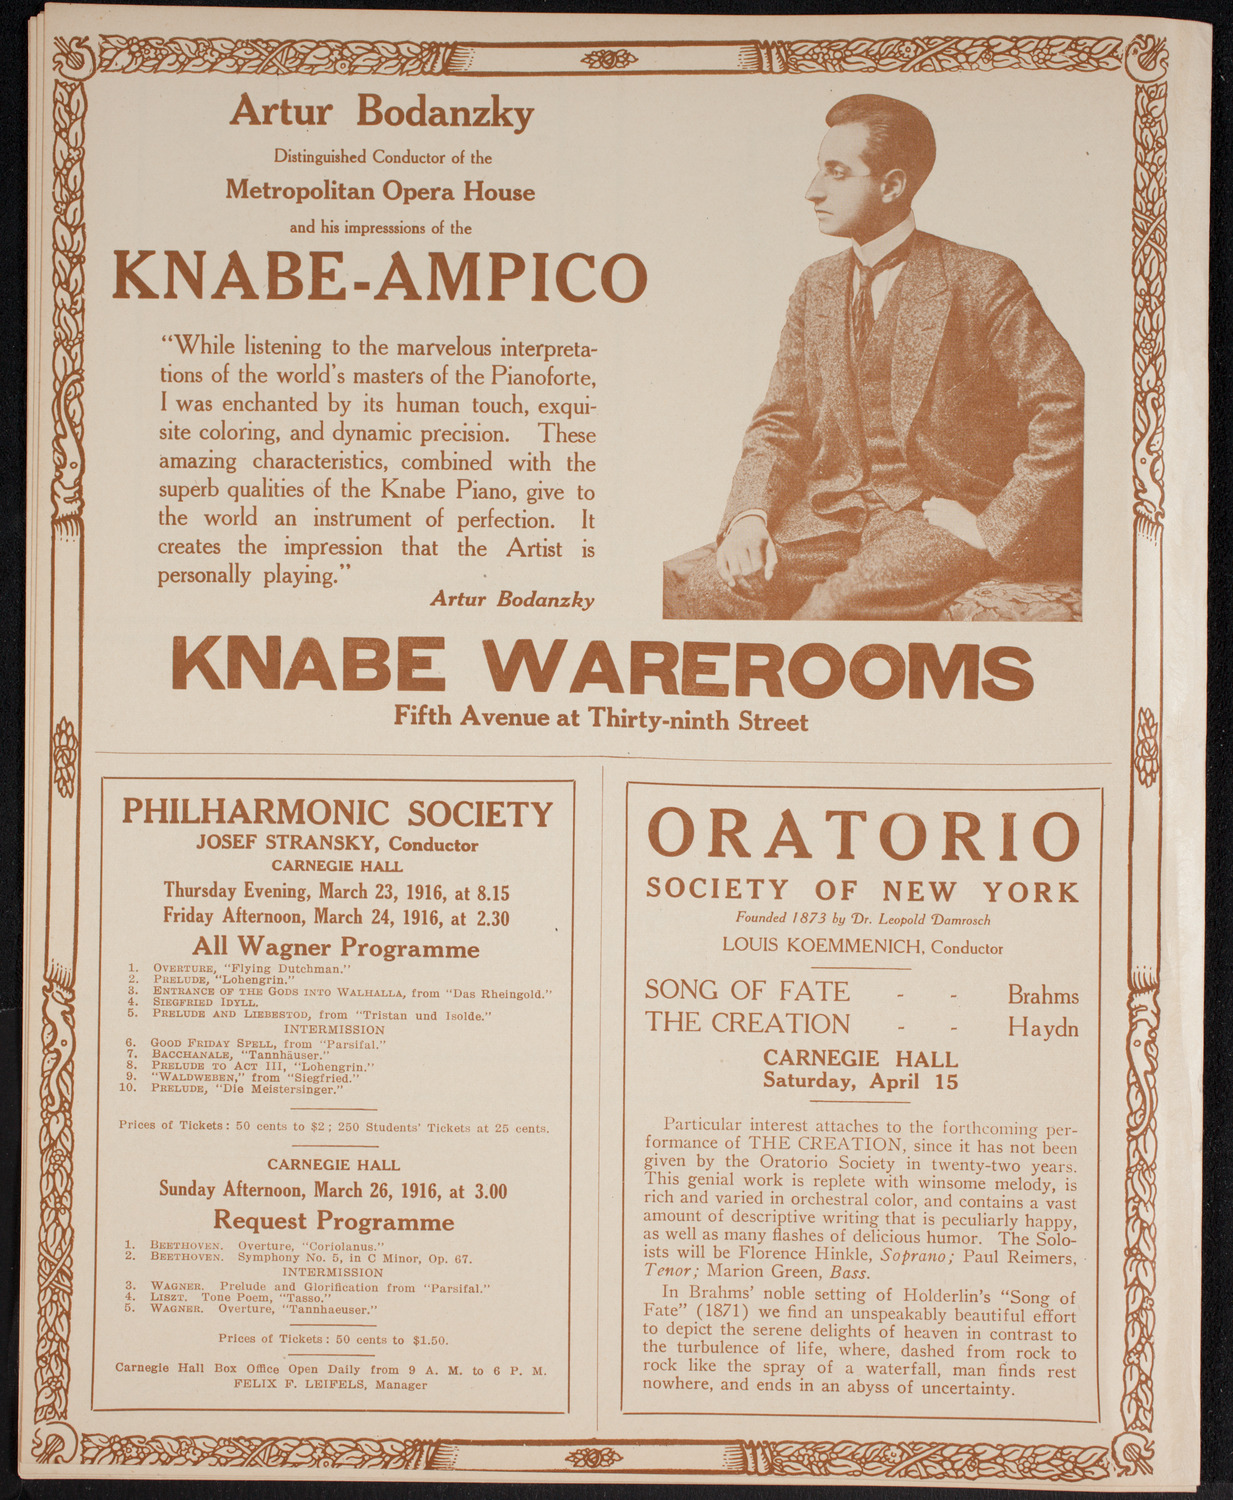 Artur Bodanzky
Distinguished Conductor of the
Metropolitan Opera House
and his impresssions of the
KNABE-AMPICO
“While listening to the marvelous interpreta-
tions of the world’s masters of the Pianoforte,
I was enchanted by its human touch, exqui-
site coloring, and dynamic precision. These
amazing characteristics, combined with the
superb qualities of the Knabe Piano, give to
the world an instrument of perfection. It
creates the impression that the Artist is
personally playing.”
Artur Bodanzky
KNABE WAREROOMS
Fifth Avenue at Thirty-ninth Street
PHILHARMONIC SOCIETY
JOSEF STRANSKY, Conductor
CARNEGIE HALL
Thursday Evening, March 23, 1916, at 8.15
Friday Afternoon, March 24, 1916, at 2.30
All Wagner Programme
1. OVERTURE, “Flying Dutchman.”
2. PRELUDE, “Lohengrin.”
3. ENTRANCE OF THE GODS INTO WALHALLA, from “Das Rheingold.”
4. SIEGFRIED IDYLL.
5. PRELUDE AND LIEBESTOD, from “Tristan und Isolde.”
INTERMISSION
6. GOOD FRIDAY SPELL, from “Parsifal.”
7. BACCHANALE, “Tannhäuser.”
8. PRELUDE TO ACT III, “Lohengrin.”
9. “WALDWEBEN,” from “Siegfried.”
10. PRELUDE, “Die Meistersinger.”
Prices of Tickets: 50 cents to $2; 250 Students’ Tickets at 25 cents.
CARNEGIE HALL
Sunday Afternoon, March 26, 1916, at 3.00
Request Programme
1. BEETHOVEN. Overture, “Coriolanus.”
2. BEETHOVEN. Symphony No. 5, in C Minor, Op. 67.
INTERMISSION
3. WAGNER. Prelude and Glorification from “Parsifal.”
4. LISZT. Tone Poem, “Tasso.”
5. WAGNER. Overture, “Tannhaeuser.”
Prices of Tickets: 50 cents to $1.50.
Carnegie Hall Box Office Open Daily from 9 A. M. to 6 P. M.
FELIX F. LEIFELS, Manager
ORATORIO
SOCIETY OF NEW YORK
Founded 1873 by Dr. Leopold Damrosch
LOUIS KOEMMENICH, Conductor
SONG OF FATE - - Brahms
THE CREATION - - Haydn
CARNEGIE HALL
Saturday, April 15
Particular interest attaches to the forthcoming per-
formance of THE CREATION, since it has not been
given by the Oratorio Society in twenty-two years.
This genial work is replete with winsome melody, is
rich and varied in orchestral color, and contains a vast
amount of descriptive writing that is peculiarly happy,
as well as many flashes of delicious humor. The Solo-
ists will be Florence Hinkle, Soprano; Paul Reimers,
Tenor; Marion Green, Bass.
In Brahms’ noble setting of Holderlin’s “Song of
Fate” (1871) we find an unspeakably beautiful effort
to depict the serene delights of heaven in contrast to
the turbulence of life, where, dashed from rock to
rock like the spray of a waterfall, man finds rest
nowhere, and ends in an abyss of uncertainty.